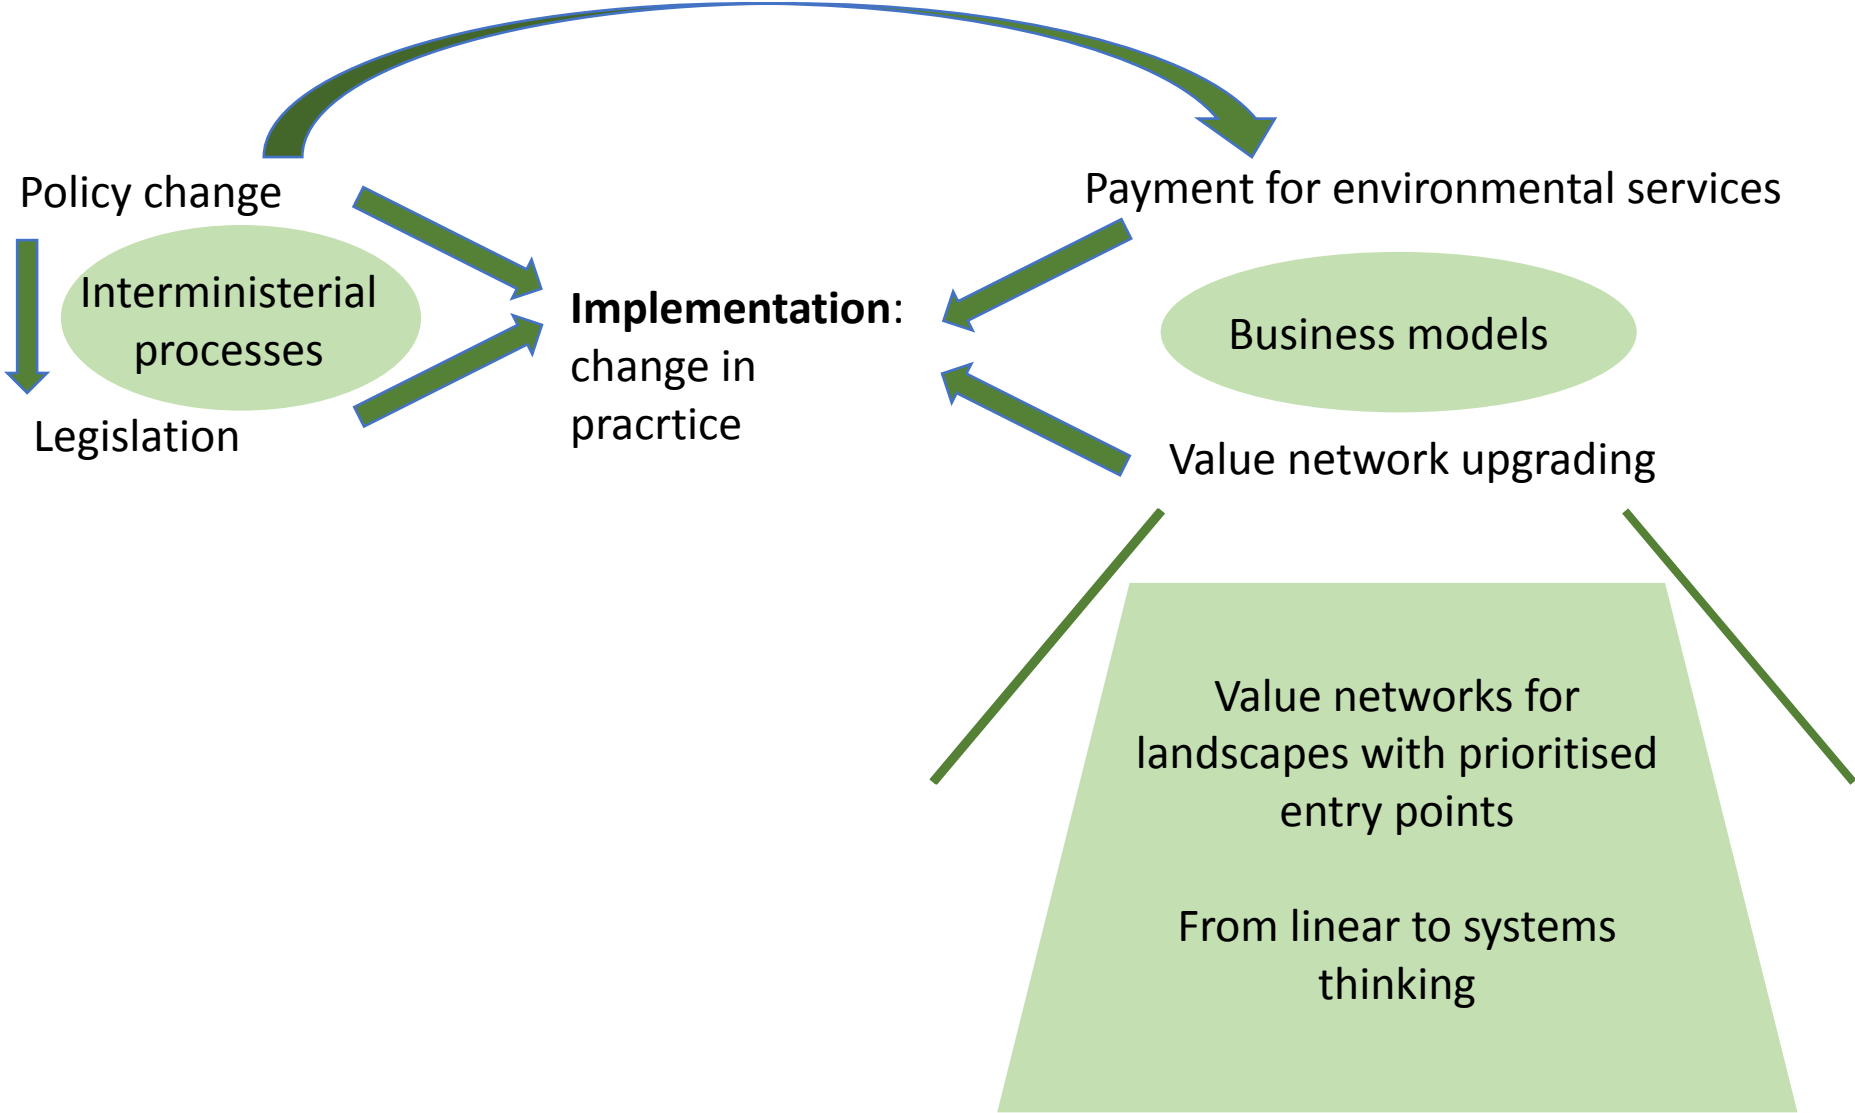 Policy change
Interministerial
processes
Legislation
Implementation:
change in
pracrtice
Payment for environmental services
Business models
Value network upgrading
Value networks for
landscapes with prioritised
entry points
From linear to systems
thinking